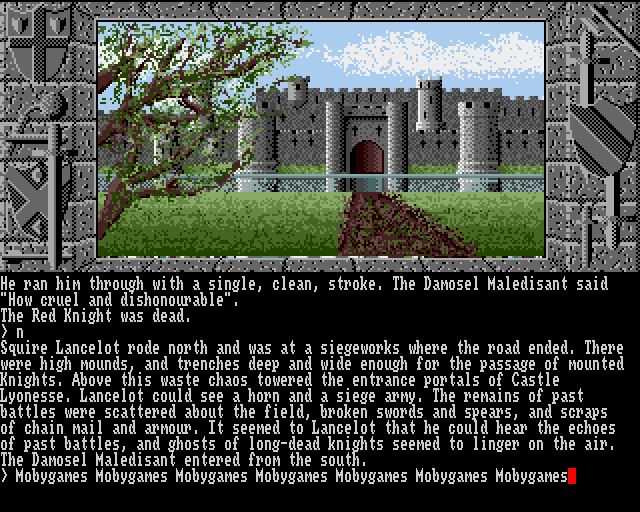 He ran him through with a single, clean, stroke. The Damosel Maledisant said
"How cruel and dishonourable".
The Red Knight was dead.
> n
Squire Lancelot rode north and was at a siegeworks where the road ended. There
were high mounds, and trenches deep and wide enough for the passage of mounted
Knights. Above this waste chaos towered the entrance portals of Castle
Lyonesse. Lancelot could see a horn and a siege army. The remains of past
battles were scattered about the field, broken swords and spears, and scraps
of chain mail and armour. It seemed to Lancelot that he could hear the echoes
of past battles, and ghosts of long-dead knights seemed to linger on the air.
The Damosel Maledisant entered from the south.
> Mobygames Mobygames Mobygames Mobygames Mobygames Mobygames Mobygames